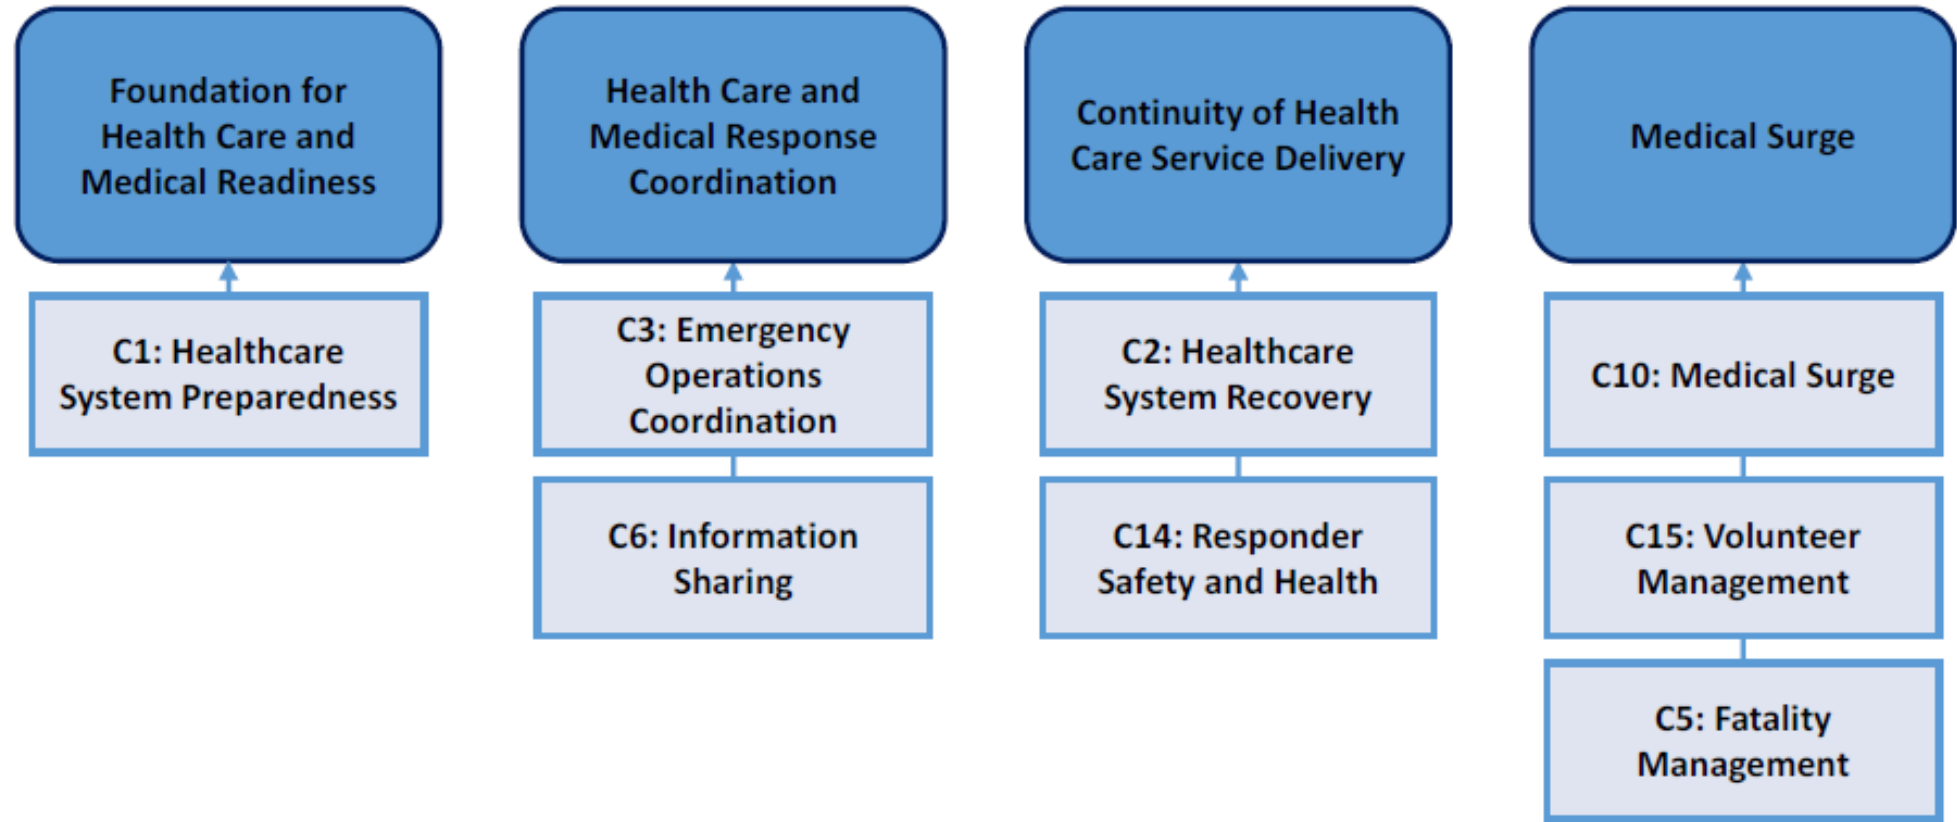 Foundation for
Health Care and
Medical Readiness
Health Care and
Medical Response
Coordination
Continuity of Health
Care Service Delivery
Medical Surge
C1: Healthcare
System Preparedness
C3: Emergency
Operations
Coordination
C2: Healthcare
System Recovery
C10: Medical Surge
C6: Information
Sharing
C14: Responder
Safety and Health
C15: Volunteer
Management
C5: Fatality
Management